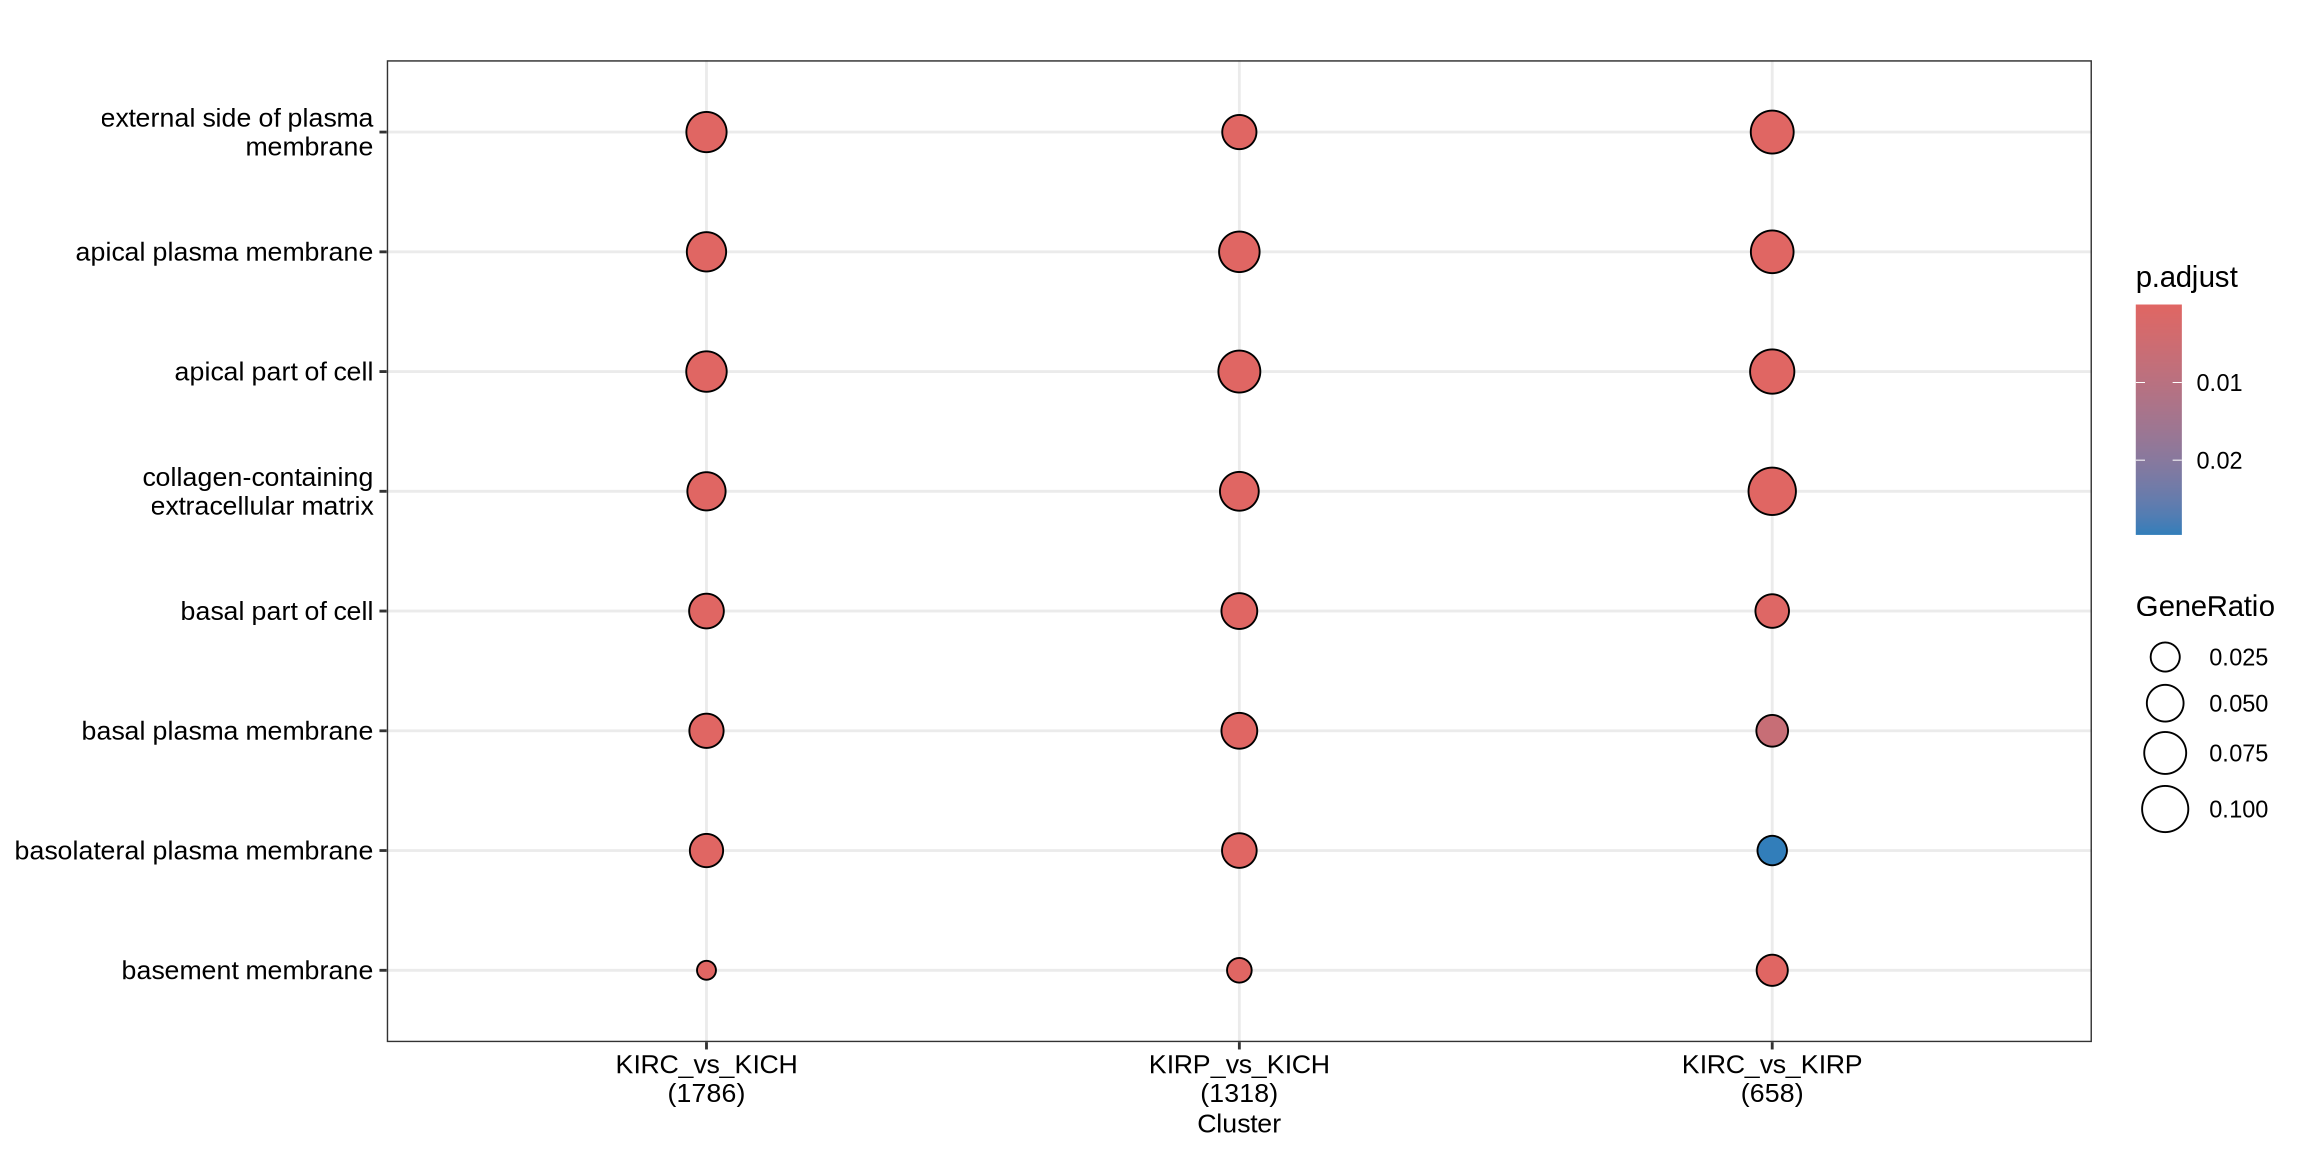 external side of plasma
membrane
apical plasma membrane
apical part of cell
collagen-containing
extracellular matrix
basal part of cell
basal plasma membrane
basolateral plasma membrane
basement membrane
KIRC_vs_KICH
(1786)
KIRP_vs_KICH
(1318)
KIRC_vs_KIRP
(658)
Cluster
p.adjust
0.01
0.02
GeneRatio
0.025
0.050
0.075
0.100